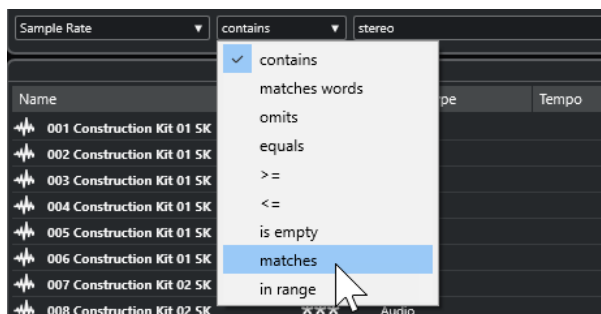 Sample Rate contains stereo
contains
matches words
Name pe Tempo
omits
001 Construction Kit 01 SK
equals
002 Construction Kit 01 SK
003 Construction Kit 01 SK
>=
004 Construction Kit 01 SK
<=
005 Construction Kit 01 SK
is empty
006 Construction Kit 01 SK
matches
007 Construction Kit 02 SK
in range
008 Construction Kit 02 SK *** Audio